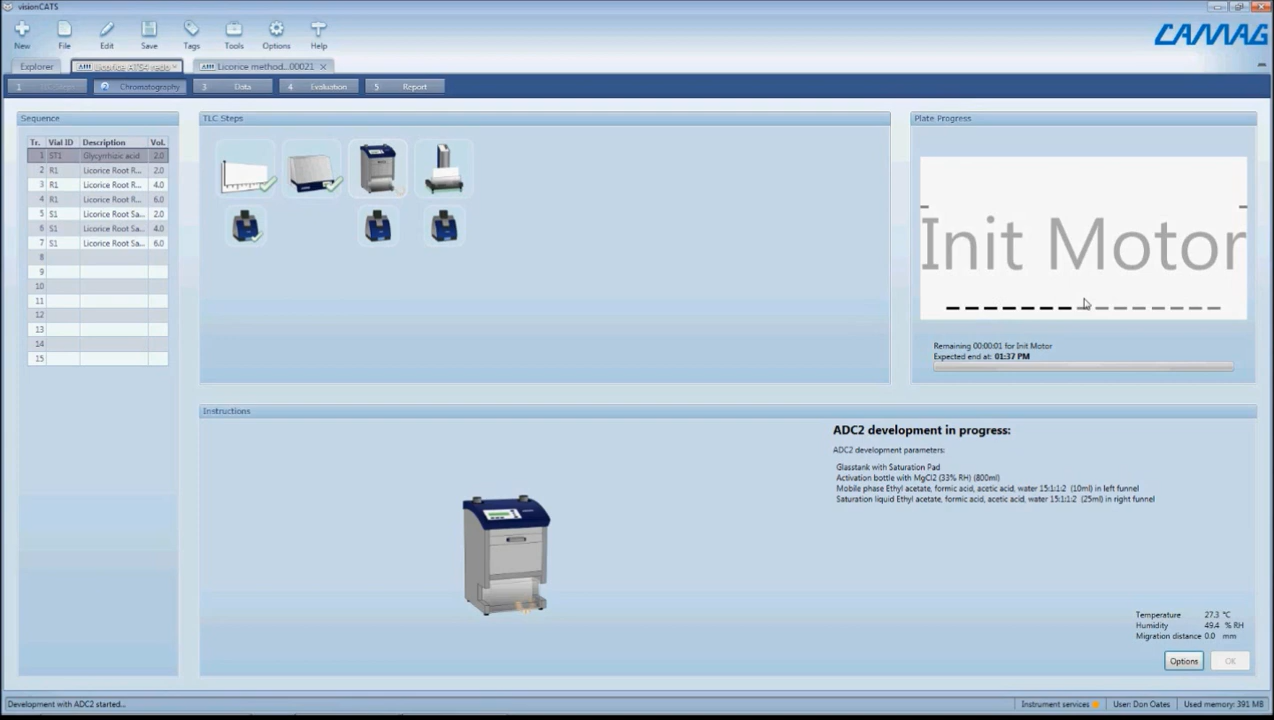 visionCATS
New File Edit Save Tags Tools Options Help
CAMAG
Explorer Licorice ATS4 redo * Licorice method...00021
1 2 Chromatography 3 Data 4 Evaluation 5 Report
Sequence
Tr. Vial ID Description Vol.
1 ST1 Glycyrrhizic acid 2.0
2 R1 Licorice Root R... 2.0
3 R1 Licorice Root R... 4.0
4 R1 Licorice Root R... 6.0
5 S1 Licorice Root Sa... 2.0
6 S1 Licorice Root Sa... 4.0
7 S1 Licorice Root Sa... 6.0
8
9
10
11
12
13
14
15
TLC Steps
Plate Progress
Init Motor
Remaining 00:00:01 for Init Motor
Expected end at: 01:37 PM
Instructions
ADC2 development in progress:
ADC2 development parameters:
Glasstank with Saturation Pad
Activation bottle with MgCl2 (33% RH) (800ml)
Mobile phase Ethyl acetate, formic acid, acetic acid, water 15:1:1:2 (10ml) in left funnel
Saturation liquid Ethyl acetate, formic acid, acetic acid, water 15:1:1:2 (25ml) in right funnel
Temperature 27.3 °C
Humidity 49.4 % RH
Migration distance 0.0 mm
Options OK
Development with ADC2 started...
Instrument services User: Don Oates Used memory: 391 MB